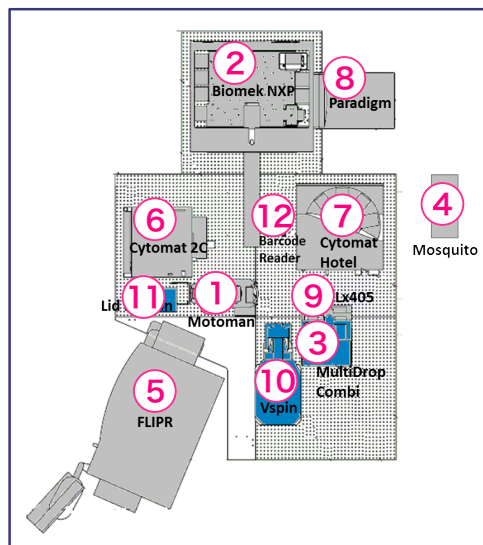 2
Biomek NXP
8
Paradigm
6
Cytomat 2C
12
Barcode
Reader
7
Cytomat
Hotel
4
Mosquito
11
Lid
1
Motoman
9
Lx405
3
MultiDrop
Combi
10
Vspin
5
FLIPR